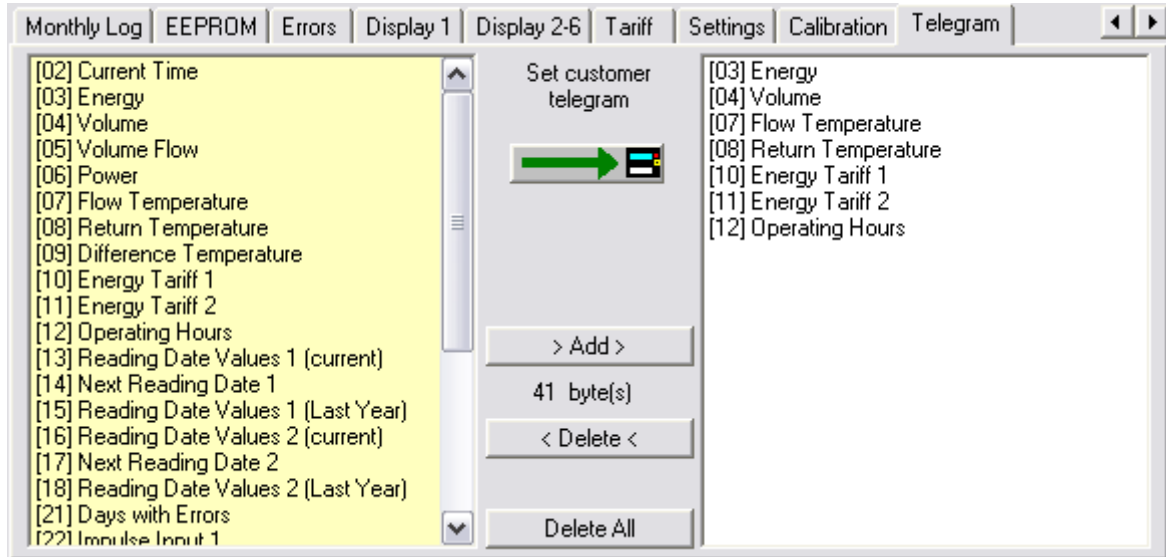 Monthly Log EEPROM Errors Display 1 Display 2-6 Tariff Settings Calibration Telegram
[02] Current Time
[03] Energy
[04] Volume
[05] Volume Flow
[06] Power
[07] Flow Temperature
[08] Return Temperature
[09] Difference Temperature
[10] Energy Tariff 1
[11] Energy Tariff 2
[12] Operating Hours
[13] Reading Date Values 1 (current)
[14] Next Reading Date 1
[15] Reading Date Values 1 (Last Year)
[16] Reading Date Values 2 (current)
[17] Next Reading Date 2
[18] Reading Date Values 2 (Last Year)
[21] Days with Errors
[22] Impulse Input 1
Set customer
telegram
> Add >
41 byte(s)
< Delete <
Delete All
[03] Energy
[04] Volume
[07] Flow Temperature
[08] Return Temperature
[10] Energy Tariff 1
[11] Energy Tariff 2
[12] Operating Hours